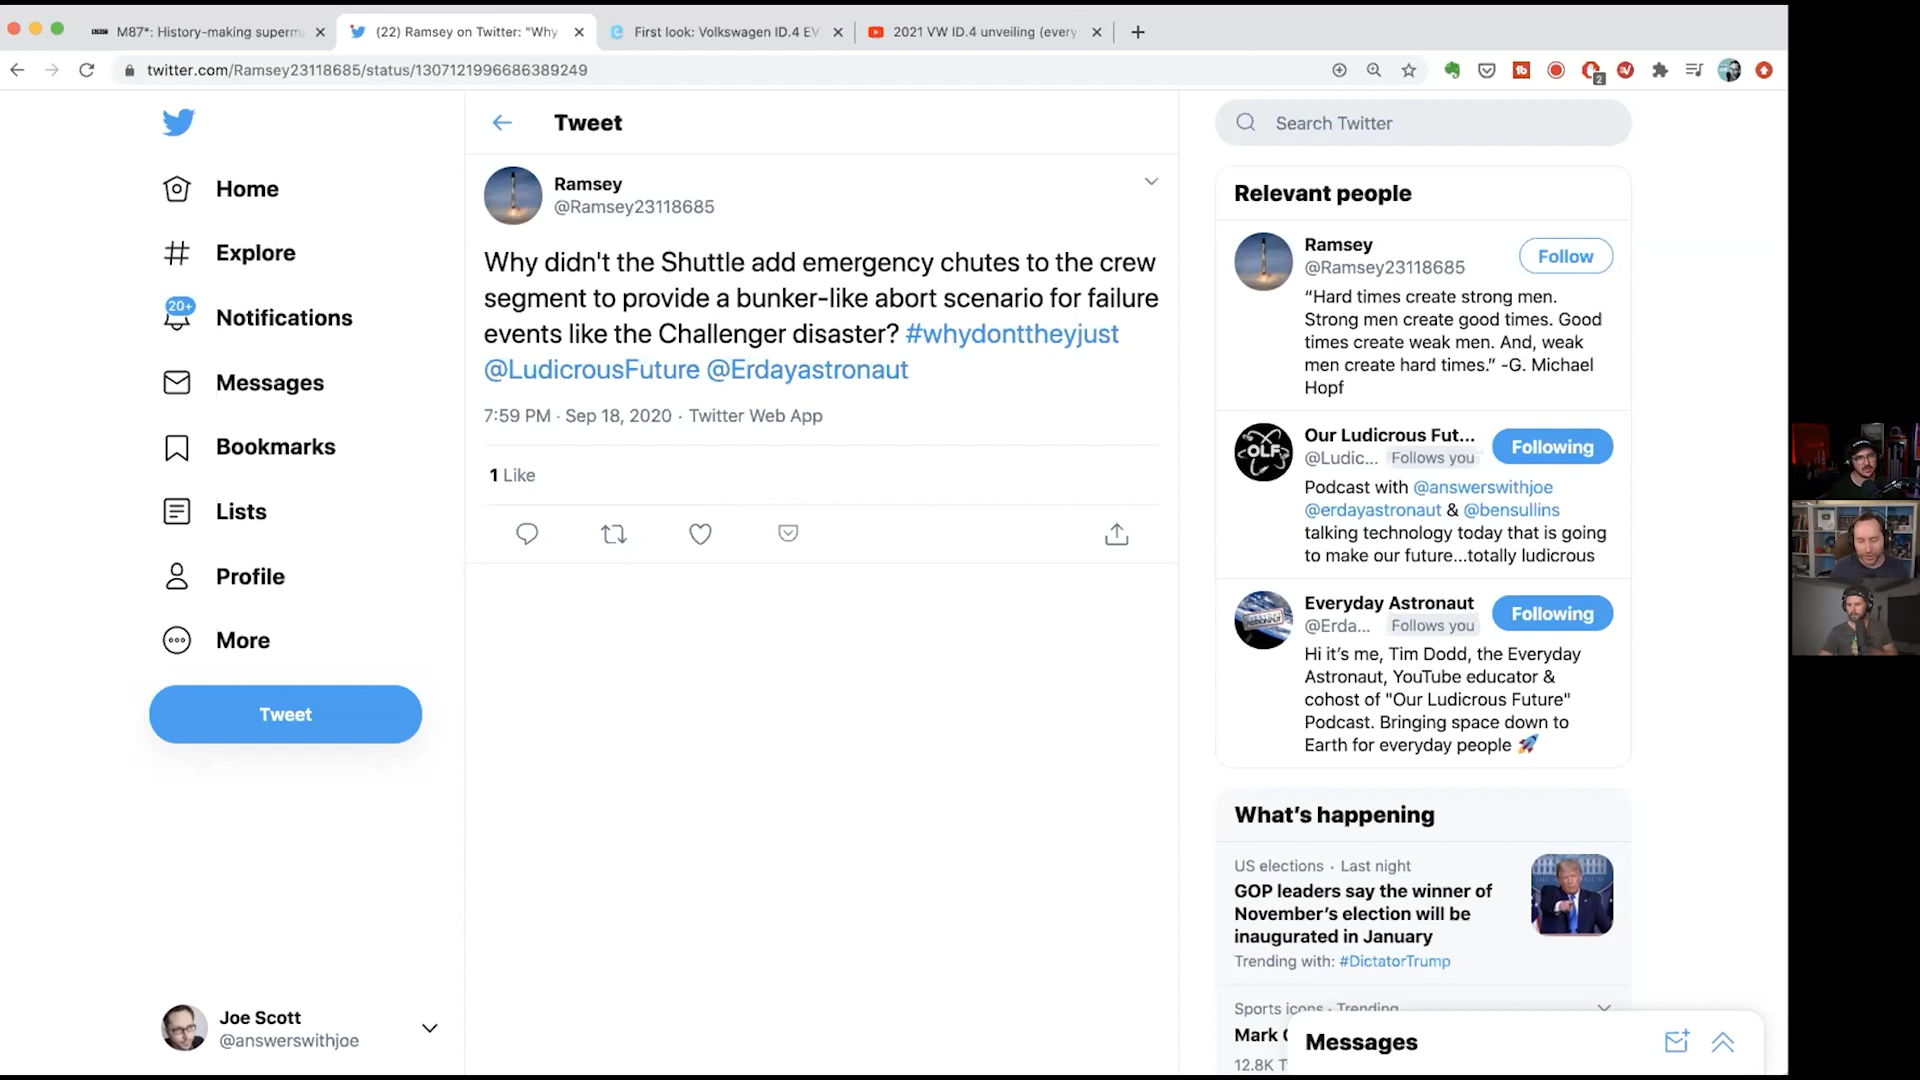 M87*: History-making superma
(22) Ramsey on Twitter: "Why
First look: Volkswagen ID.4 EV
2021 VW ID.4 unveiling (every
twitter.com/Ramsey23118685/status/1307121996686389249
2
Home
Explore
20+
Notifications
Messages
Bookmarks
Lists
Profile
More
Tweet
Joe Scott
@answerswithjoe
Tweet
Ramsey
@Ramsey23118685
Why didn't the Shuttle add emergency chutes to the crew
segment to provide a bunker-like abort scenario for failure
events like the Challenger disaster? #whydonttheyjust
@LudicrousFuture @Erdayastronaut
7:59 PM · Sep 18, 2020 · Twitter Web App
1 Like
Search Twitter
Relevant people
Ramsey
@Ramsey23118685
Follow
“Hard times create strong men.
Strong men create good times. Good
times create weak men. And, weak
men create hard times.” -G. Michael
Hopf
OLF
Our Ludicrous Fut...
@Ludic... Follows you
Following
Podcast with @answerswithjoe
@erdayastronaut & @bensullins
talking technology today that is going
to make our future...totally ludicrous
Everyday Astronaut
@Erda... Follows you
Following
Hi it’s me, Tim Dodd, the Everyday
Astronaut, YouTube educator &
cohost of "Our Ludicrous Future"
Podcast. Bringing space down to
Earth for everyday people 🚀
What’s happening
US elections · Last night
GOP leaders say the winner of
November’s election will be
inaugurated in January
Trending with: #DictatorTrump
Sports icons · Trending
Mark
12.8K T
Messages